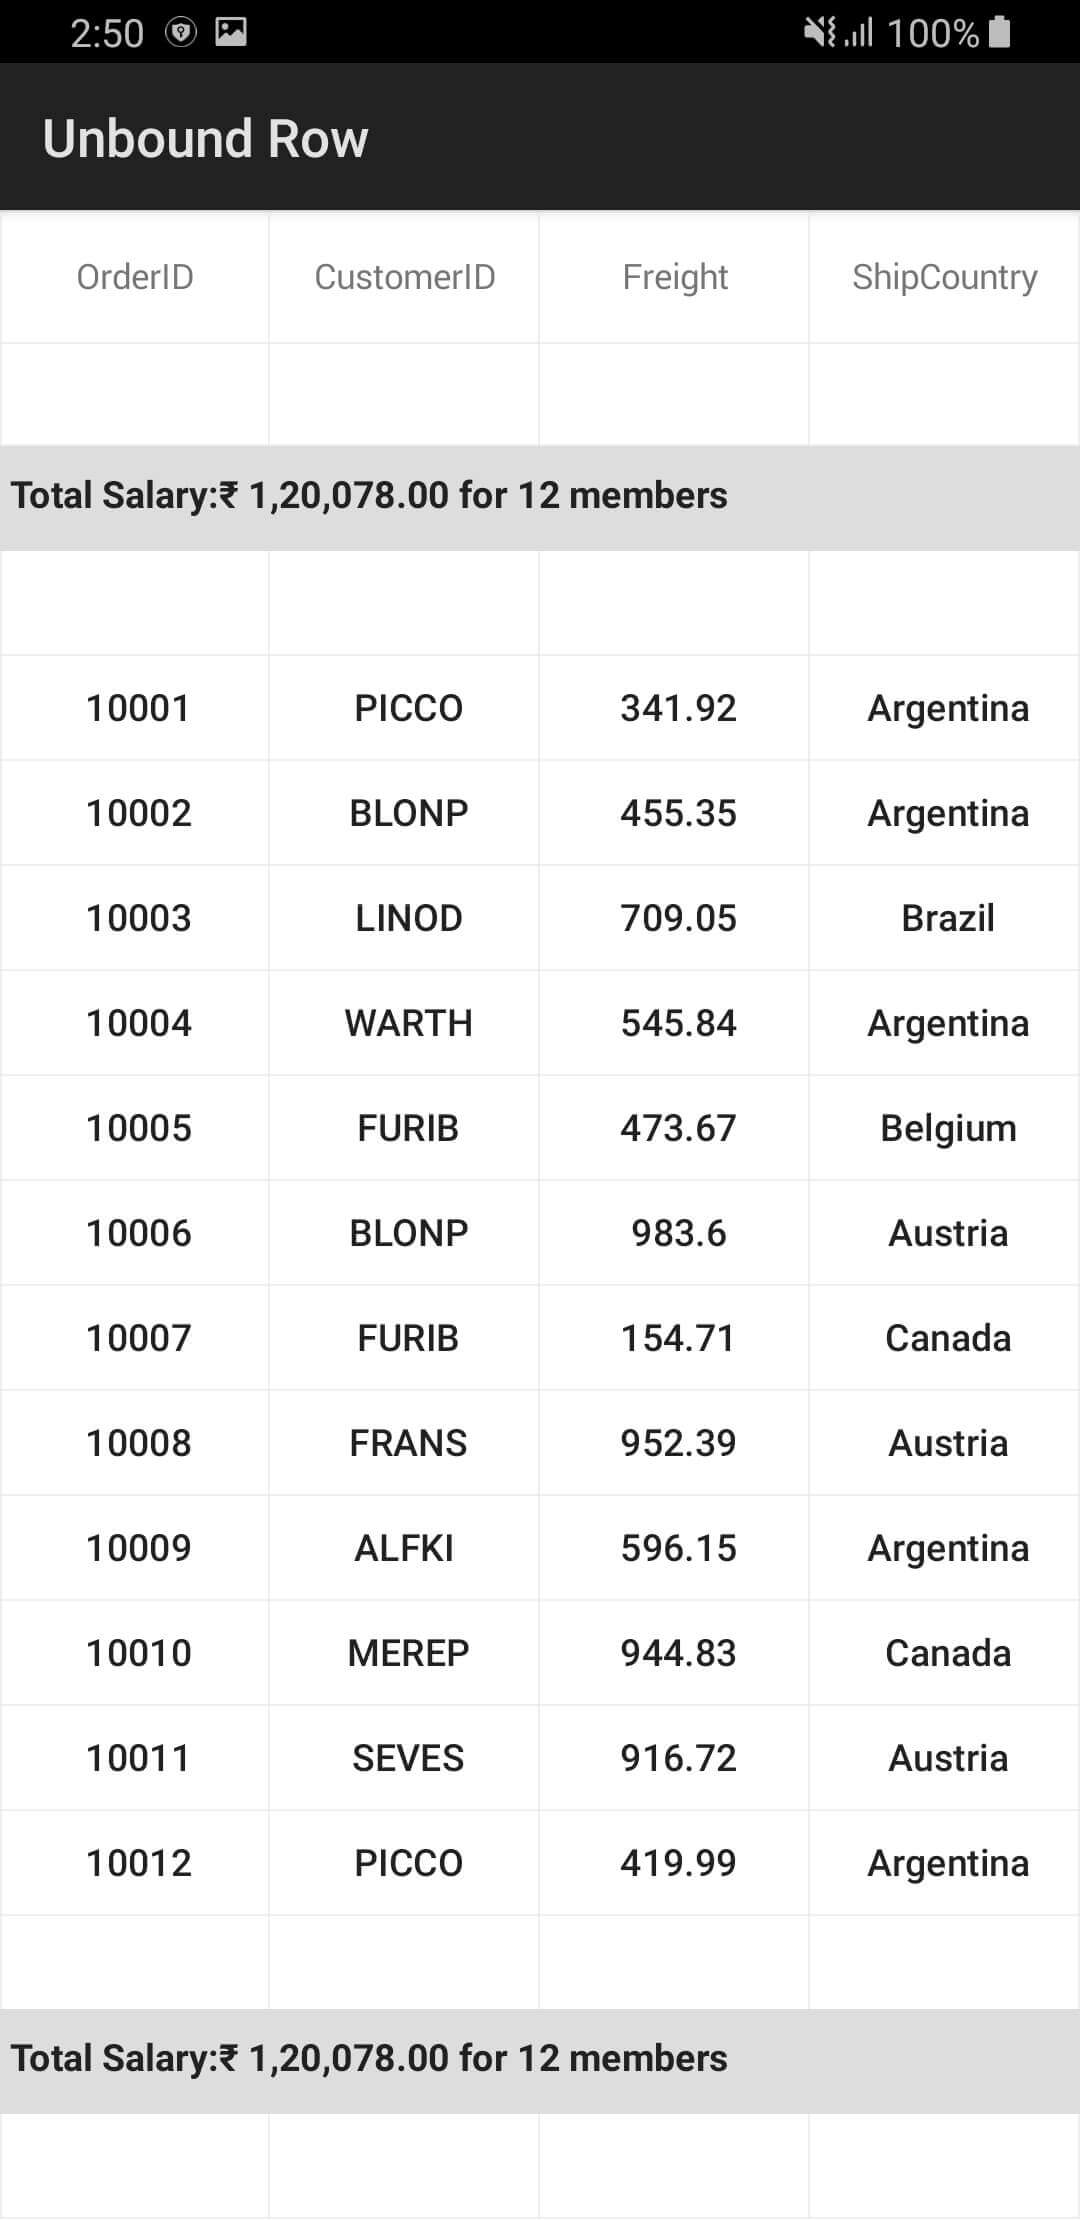 2:50 100%
Unbound Row
OrderID CustomerID Freight ShipCountry
Total Salary:₹ 1,20,078.00 for 12 members
10001 PICCO 341.92 Argentina
10002 BLONP 455.35 Argentina
10003 LINOD 709.05 Brazil
10004 WARTH 545.84 Argentina
10005 FURIB 473.67 Belgium
10006 BLONP 983.6 Austria
10007 FURIB 154.71 Canada
10008 FRANS 952.39 Austria
10009 ALFKI 596.15 Argentina
10010 MEREP 944.83 Canada
10011 SEVES 916.72 Austria
10012 PICCO 419.99 Argentina
Total Salary:₹ 1,20,078.00 for 12 members